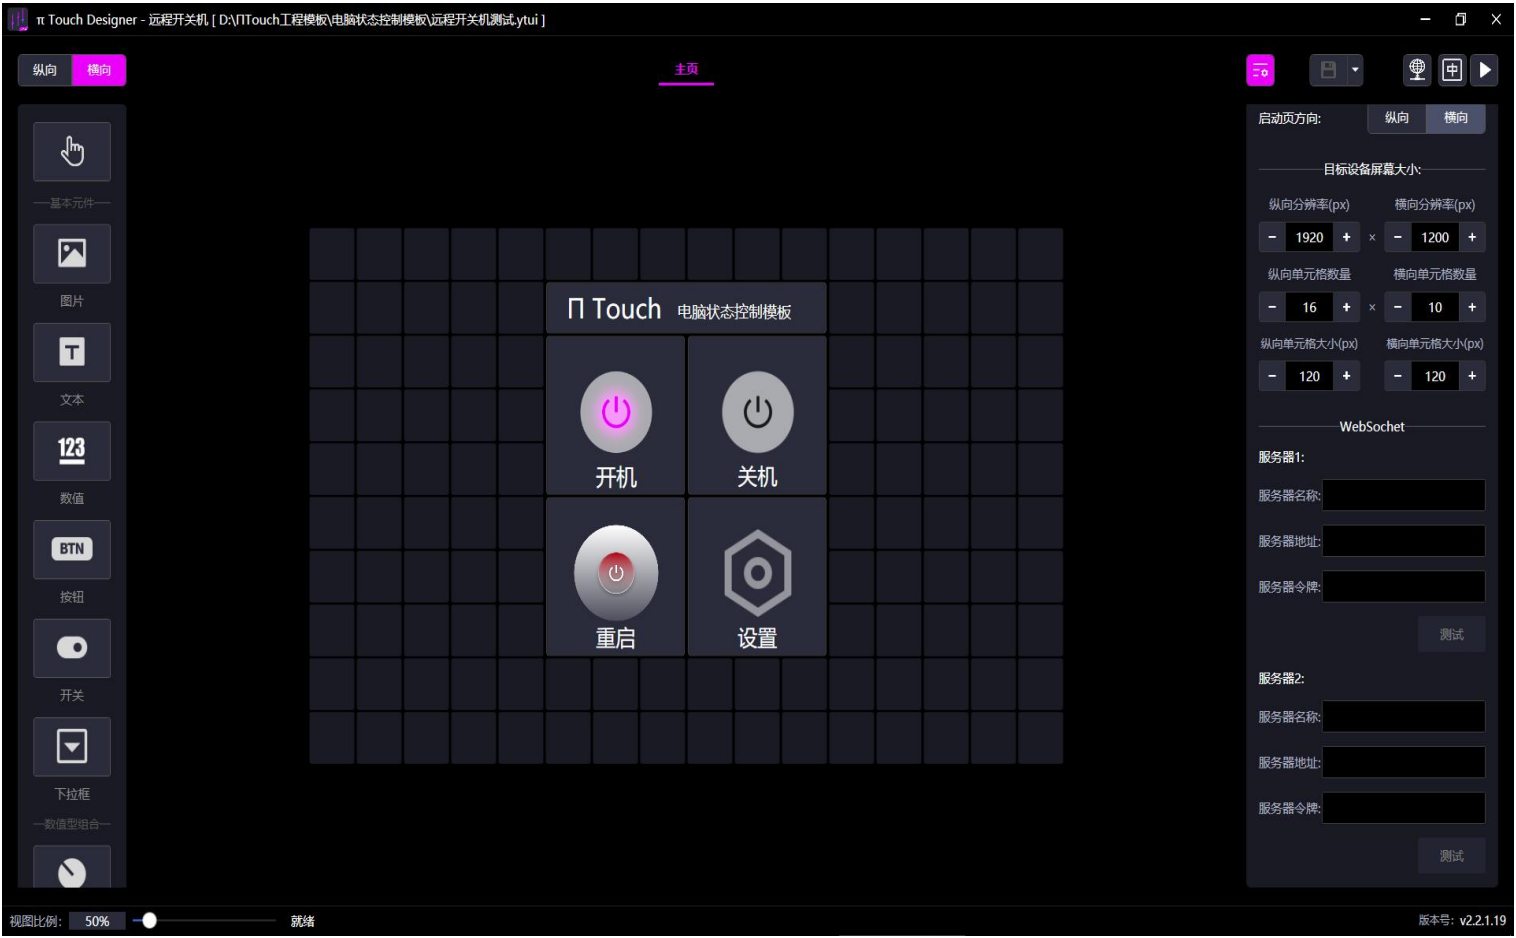 π Touch Designer - 远程开关机 [ D:\ΠTouch工程模板\电脑状态控制模板\远程开关机测试.ytui ]
纵向 横向
主页
中
启动页方向: 纵向 横向
目标设备屏幕大小:
基本元件
纵向分辨率(px) 横向分辨率(px)
- 1920 + × - 1200 +
纵向单元格数量 横向单元格数量
图片
- 16 + × - 10 +
Π Touch 电脑状态控制模板
纵向单元格大小(px) 横向单元格大小(px)
T
- 120 + - 120 +
文本
WebSochet
123
服务器1:
开机 关机
数值
服务器名称:
服务器地址:
BTN
服务器令牌:
按钮
测试
重启 设置
服务器2:
开关
服务器名称:
服务器地址:
下拉框
服务器令牌:
数值型组合
测试
视图比例: 50% 就绪
版本号: v2.2.1.19